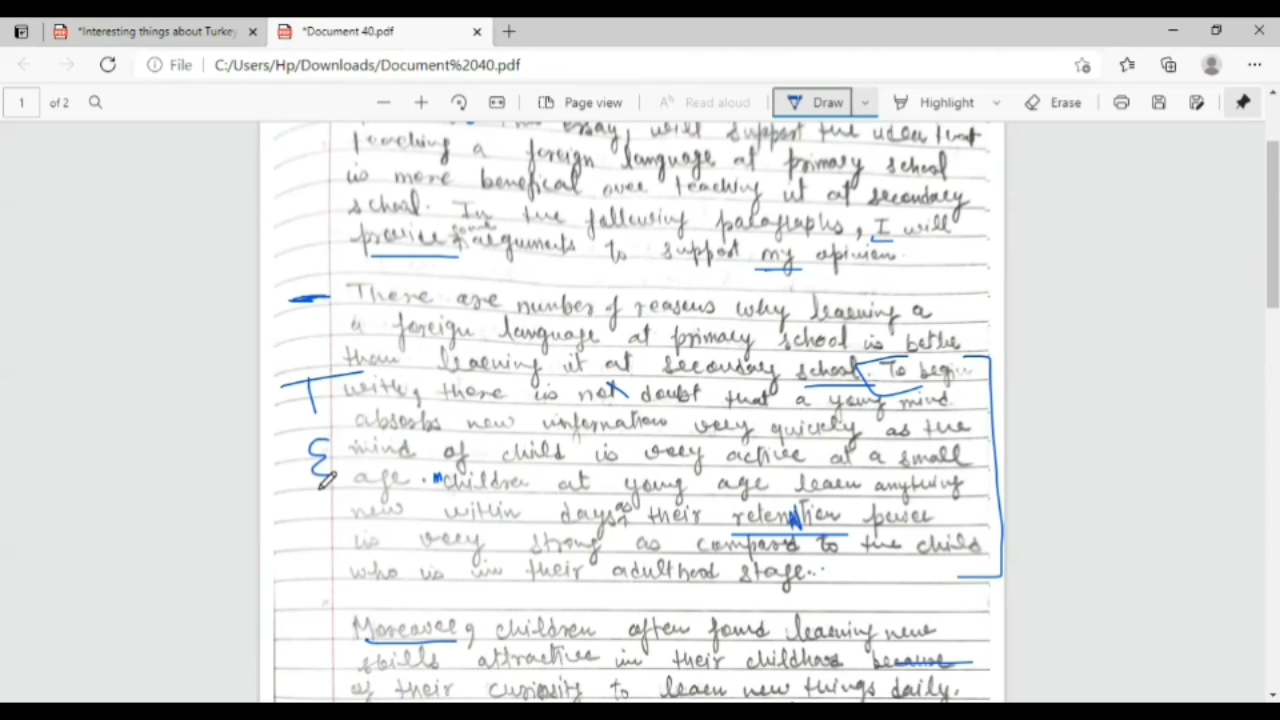 *Interesting things about Turkey
*Document 40.pdf
File C:/Users/Hp/Downloads/Document%2040.pdf
1 of 2 Page view Read aloud Draw Highlight Erase
This essay, will support the idea that
teaching a foreign language at primary school
is more benefical over teaching it at secondary
school. In the following paragraphs, I will
some
arguments to support my opinion.
There are number of reasons why learning a
a foreign language at primary school is better
than learning it at secondary school. To begin
T with, there is not doubt that a young mind
absorbs new information very quickly as the
E mind of child is very active at a small
age. children at young age learn anything
new within days as their retention power
is very strong as compared to the child
who is in their adulthood stage..
Moreover, children often found learning new
skills attractive in their childhood because
of their curiosity to learn new things daily.